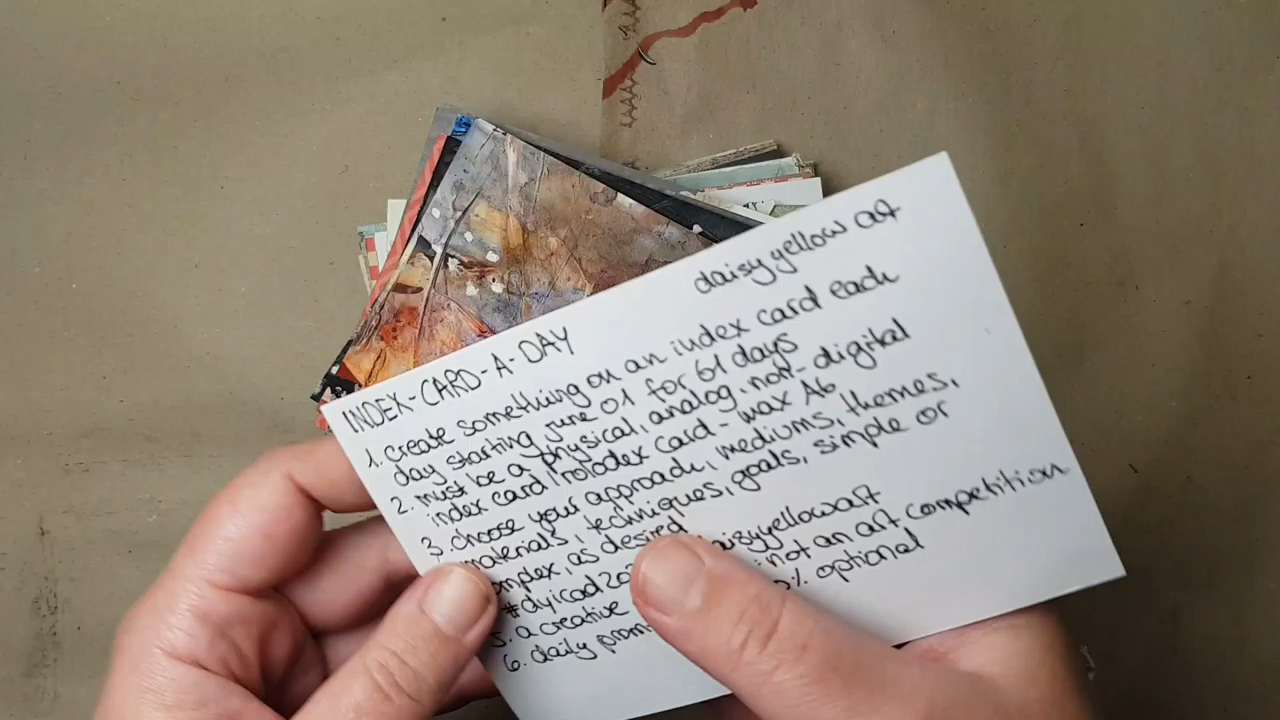 daisy yellow art
INDEX-CARD-A-DAY
1. create something on an index card each
day starting june 01 for 61 days
2. must be a physical, analog, non-digital
index card/rolodex card - max A6
3. choose your approach, mediums, themes,
materials, techniques, goals, simple or
complex, as desired
#dyicad20 daisyyellowart
5. a creative not an art competition
6. daily optional